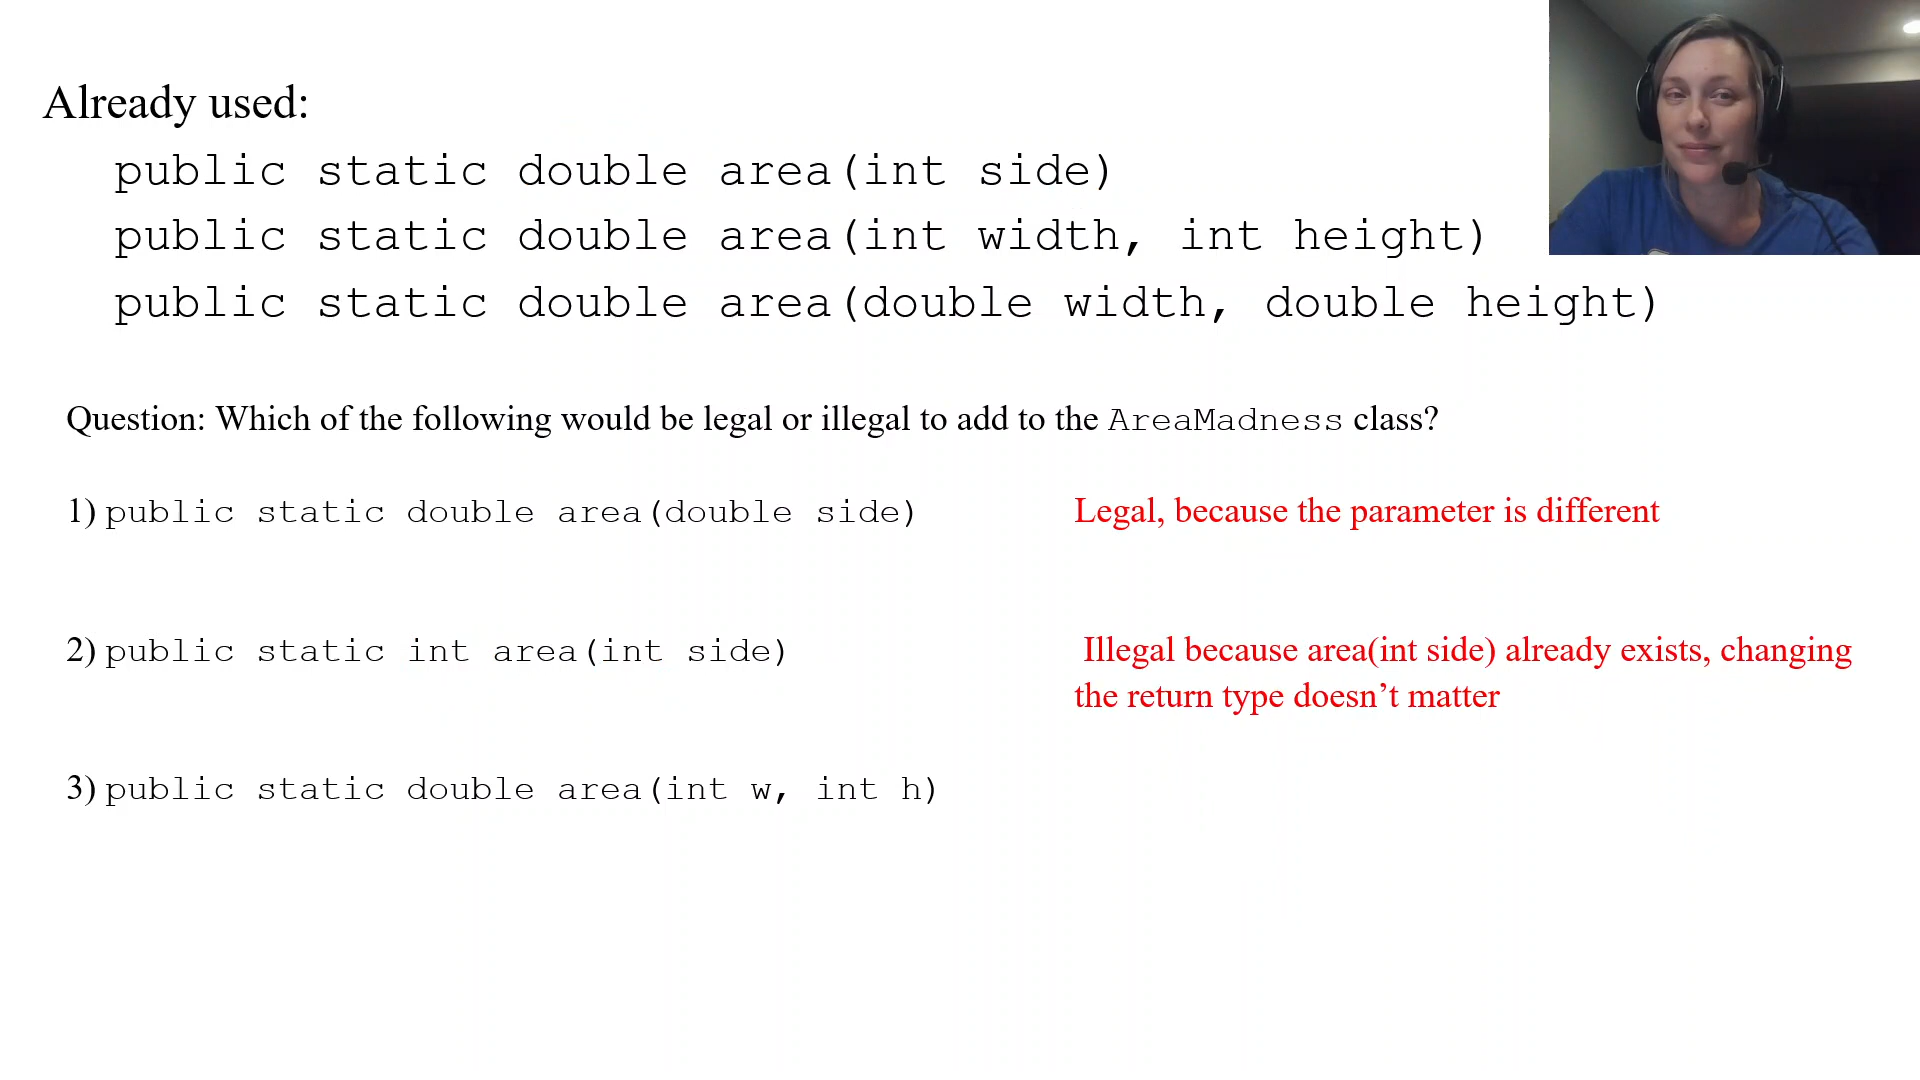 Already used:
public static double area(int side)
public static double area(int width, int height)
public static double area(double width, double height)
Question: Which of the following would be legal or illegal to add to the AreaMadness class?
1) public static double area(double side)
Legal, because the parameter is different
2) public static int area(int side)
Illegal because area(int side) already exists, changing
the return type doesn’t matter
3) public static double area(int w, int h)